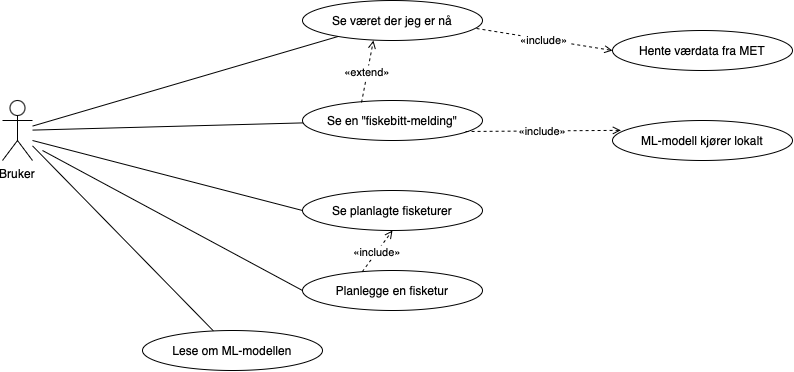 Se været der jeg er nå
«include»
Hente værdata fra MET
«extend»
Se en "fiskebitt-melding"
«include»
ML-modell kjører lokalt
Bruker
Se planlagte fisketurer
«include»
Planlegge en fisketur
Lese om ML-modellen